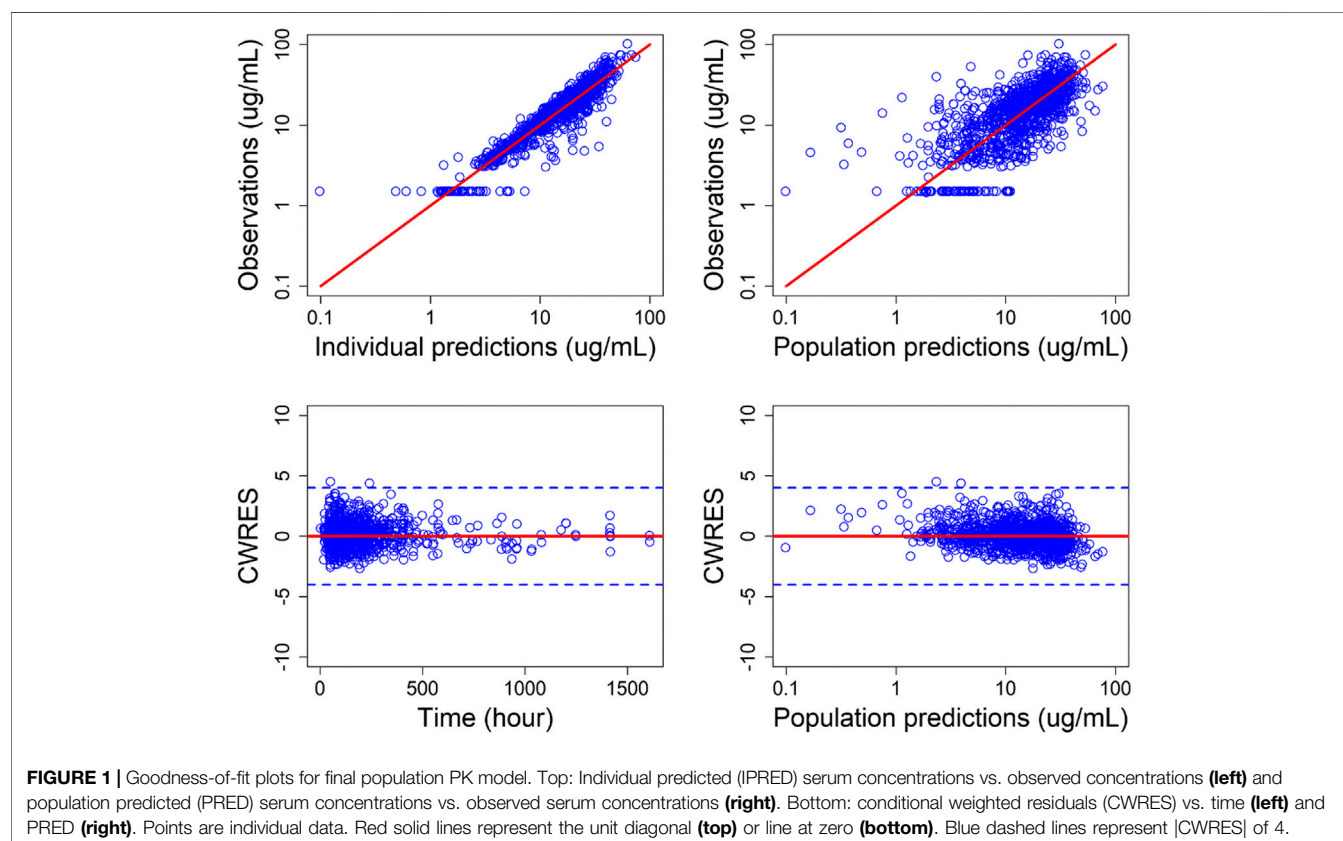 Observations (ug/mL)
100
10
1
0.1
0.1 1 10 100
Individual predictions (ug/mL)
Observations (ug/mL)
100
10
1
0.1
0.1 1 10 100
Population predictions (ug/mL)
CWRES
10
5
0
-5
-10
0 500 1000 1500
Time (hour)
CWRES
10
5
0
-5
-10
0.1 1 10 100
Population predictions (ug/mL)
FIGURE 1 | Goodness-of-fit plots for final population PK model. Top: Individual predicted (IPRED) serum concentrations vs. observed concentrations (left) and
population predicted (PRED) serum concentrations vs. observed serum concentrations (right). Bottom: conditional weighted residuals (CWRES) vs. time (left) and
PRED (right). Points are individual data. Red solid lines represent the unit diagonal (top) or line at zero (bottom). Blue dashed lines represent |CWRES| of 4.